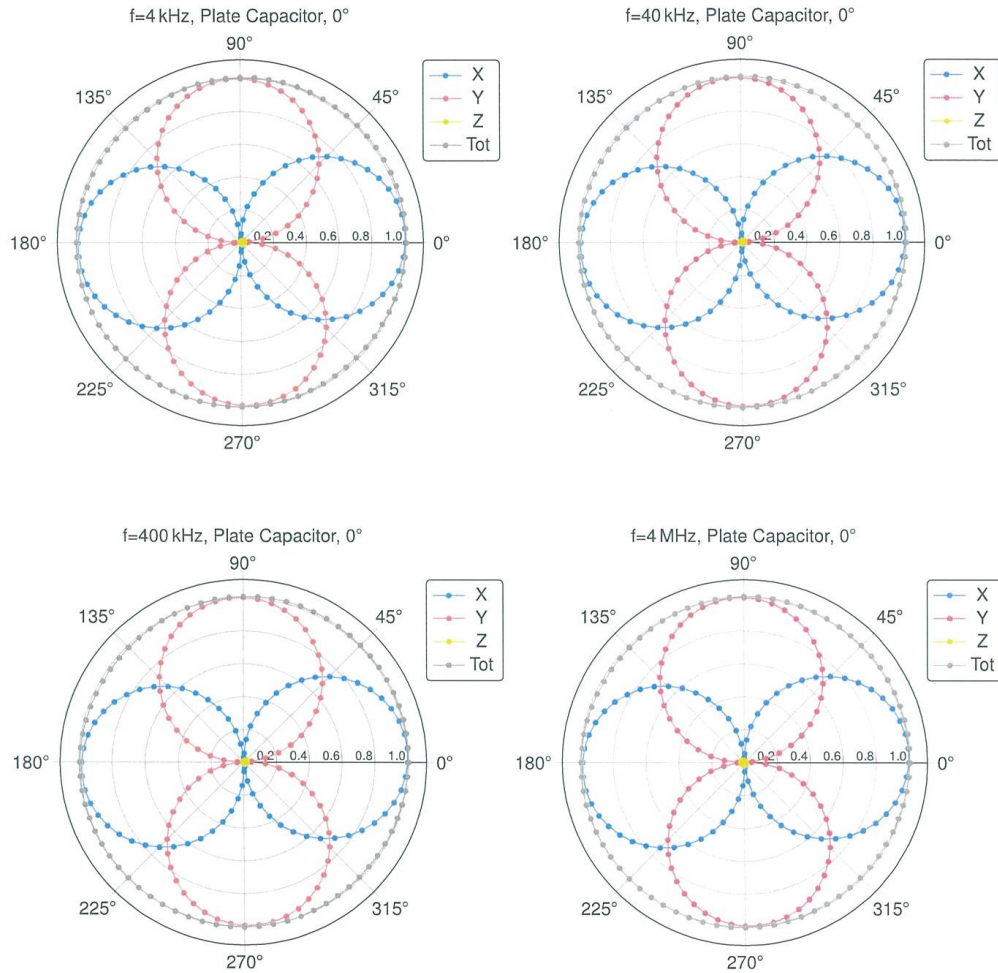 f=4 kHz, Plate Capacitor, 0°
90°
135°
45°
180°
0.2 0.4 0.6 0.8 1.0
0°
225°
315°
270°
X
Y
Z
Tot
f=40 kHz, Plate Capacitor, 0°
90°
135°
45°
180°
0.2 0.4 0.6 0.8 1.0
0°
225°
315°
270°
X
Y
Z
Tot
f=400 kHz, Plate Capacitor, 0°
90°
135°
45°
180°
0.2 0.4 0.6 0.8 1.0
0°
225°
315°
270°
X
Y
Z
Tot
f=4 MHz, Plate Capacitor, 0°
90°
135°
45°
180°
0.2 0.4 0.6 0.8 1.0
0°
225°
315°
270°
X
Y
Z
Tot